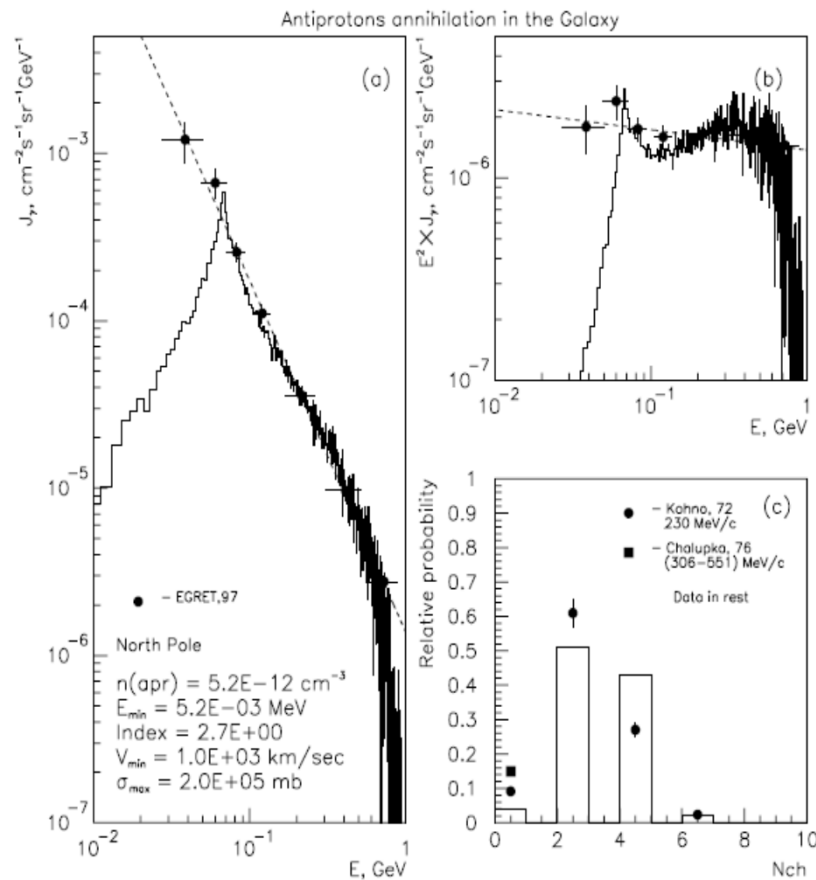 Antiprotons annihilation in the Galaxy
(a)
J_γ, cm⁻²s⁻¹sr⁻¹GeV⁻¹
10⁻³
10⁻⁴
10⁻⁵
10⁻⁶
10⁻⁷
● – EGRET,97
North Pole
n(apr) = 5.2E−12 cm⁻³
E_min = 5.2E−03 MeV
Index = 2.7E+00
V_min = 1.0E+03 km/sec
σ_max = 2.0E+05 mb
10⁻² 10⁻¹ 1
E, GeV
(b)
E²×J_γ, cm⁻²s⁻¹sr⁻¹GeV⁻¹
10⁻⁶
10⁻⁷
10⁻² 10⁻¹ 1
E, GeV
(c)
Relative probability
1
0.9
0.8
0.7
0.6
0.5
0.4
0.3
0.2
0.1
0
● – Kohno, 72
230 MeV/c
■ – Chalupka, 76
(306−551) MeV/c
Data in rest
0 2 4 6 8 10
Nch